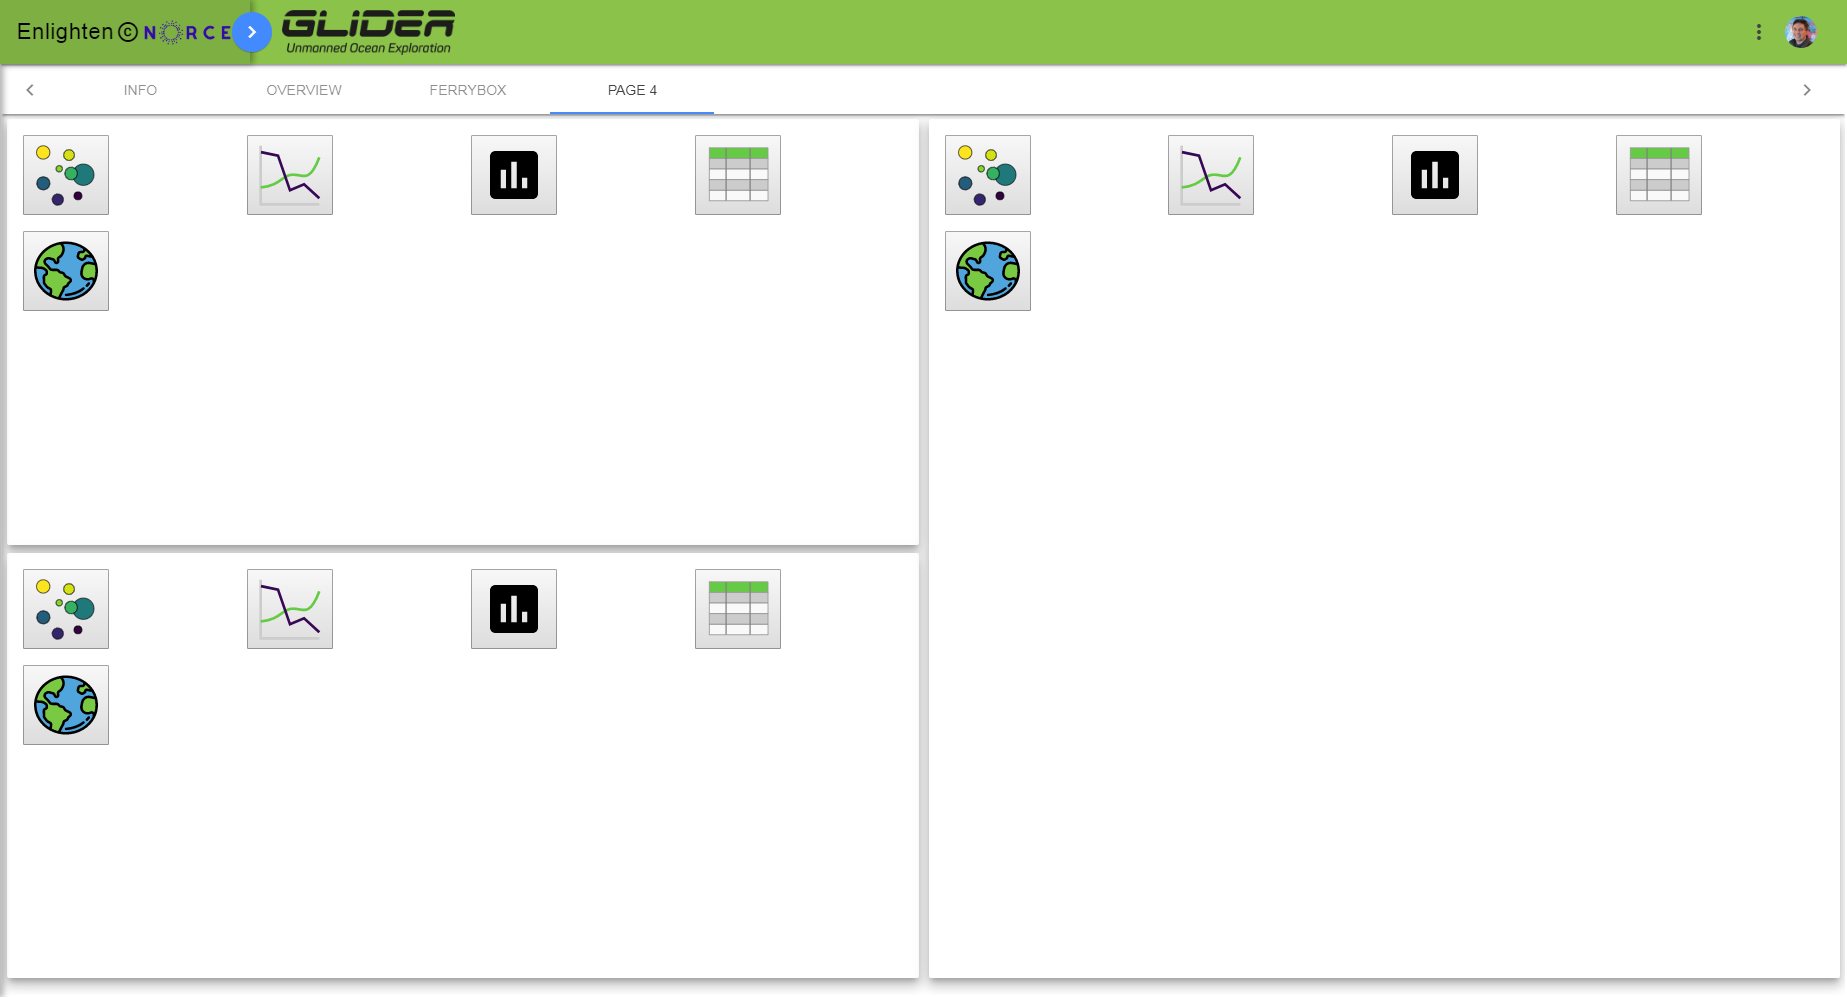 Enlighten © NORCE
GLIDER
Unmanned Ocean Exploration
INFO
OVERVIEW
FERRYBOX
PAGE 4